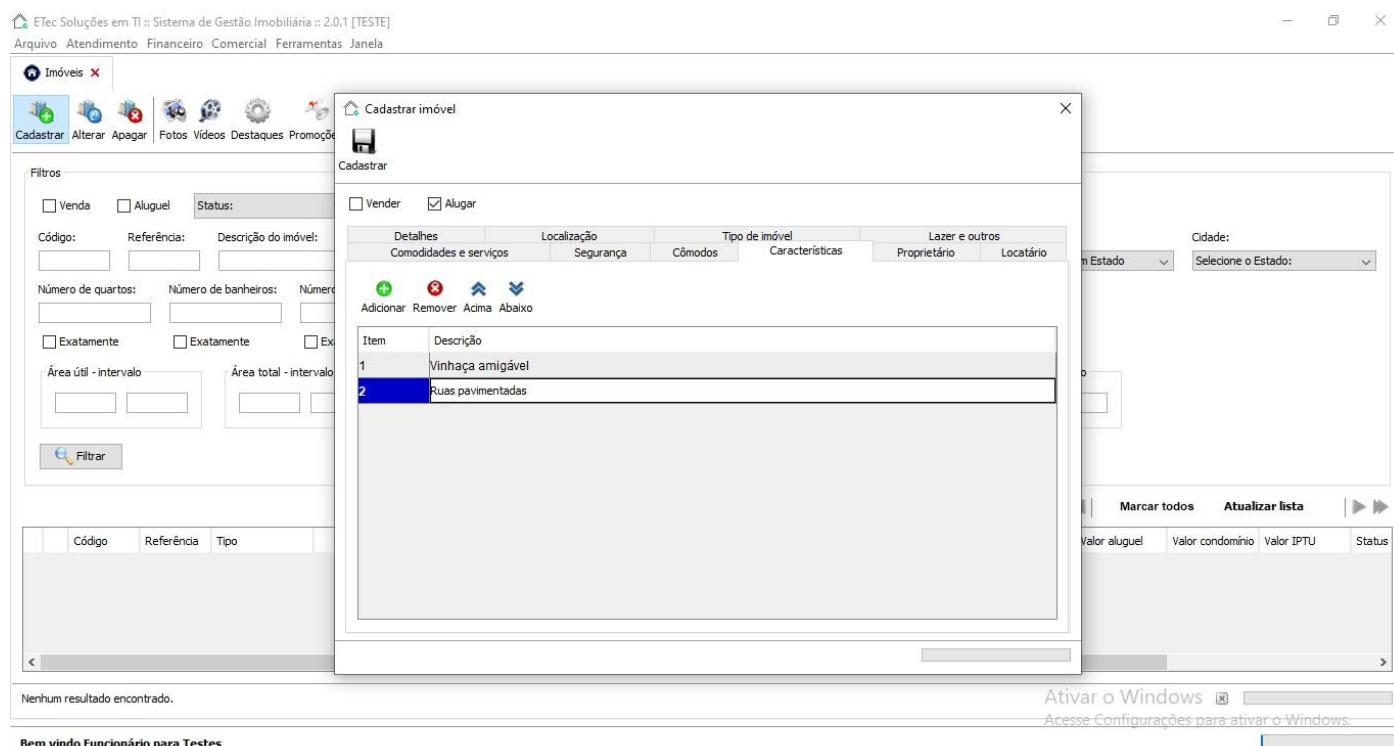 ETec Soluções em TI :: Sistema de Gestão Imobiliária :: 2.0.1 [TESTE]
Arquivo Atendimento Financeiro Comercial Ferramentas Janela
Imóveis
Cadastrar Alterar Apagar Fotos Vídeos Destaques Promoçõe
Filtros
Venda Aluguel Status:
Código: Referência: Descrição do imóvel:
Número de quartos: Número de banheiros: Número
Exatamente Exatamente Ex
Área útil - intervalo Área total - intervalo
Filtrar
Cadastrar imóvel
Cadastrar
Vender Alugar
Detalhes Localização Tipo de imóvel Lazer e outros
Comodidades e serviços Segurança Cômodos Características Proprietário Locatário
Adicionar Remover Acima Abaixo
Item Descrição
1 Vinhaça amigável
2 Ruas pavimentadas
Cidade:
m Estado Selecione o Estado:
o
Marcar todos Atualizar lista
Código Referência Tipo Valor aluguel Valor condomínio Valor IPTU Status
Nenhum resultado encontrado.
Ativar o Windows
Acesse Configurações para ativar o Windows.
Bem vindo Funcionário para Testes